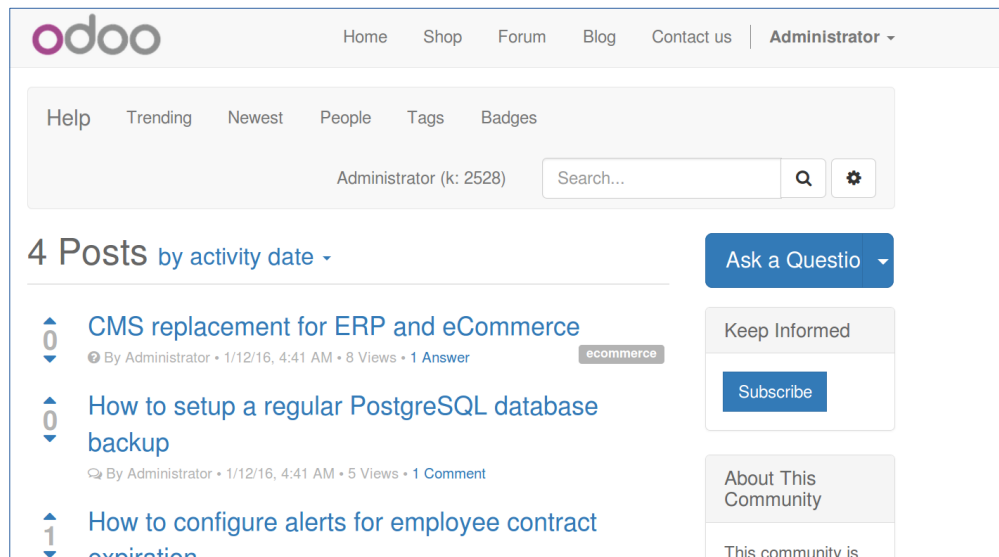 odoo
Home Shop Forum Blog Contact us Administrator
Help Trending Newest People Tags Badges
Administrator (k: 2528) Search...
4 Posts by activity date
Ask a Questio
0
CMS replacement for ERP and eCommerce
By Administrator • 1/12/16, 4:41 AM • 8 Views • 1 Answer
ecommerce
0
How to setup a regular PostgreSQL database
backup
By Administrator • 1/12/16, 4:41 AM • 5 Views • 1 Comment
1
How to configure alerts for employee contract
expiration
Keep Informed
Subscribe
About This
Community
This community is